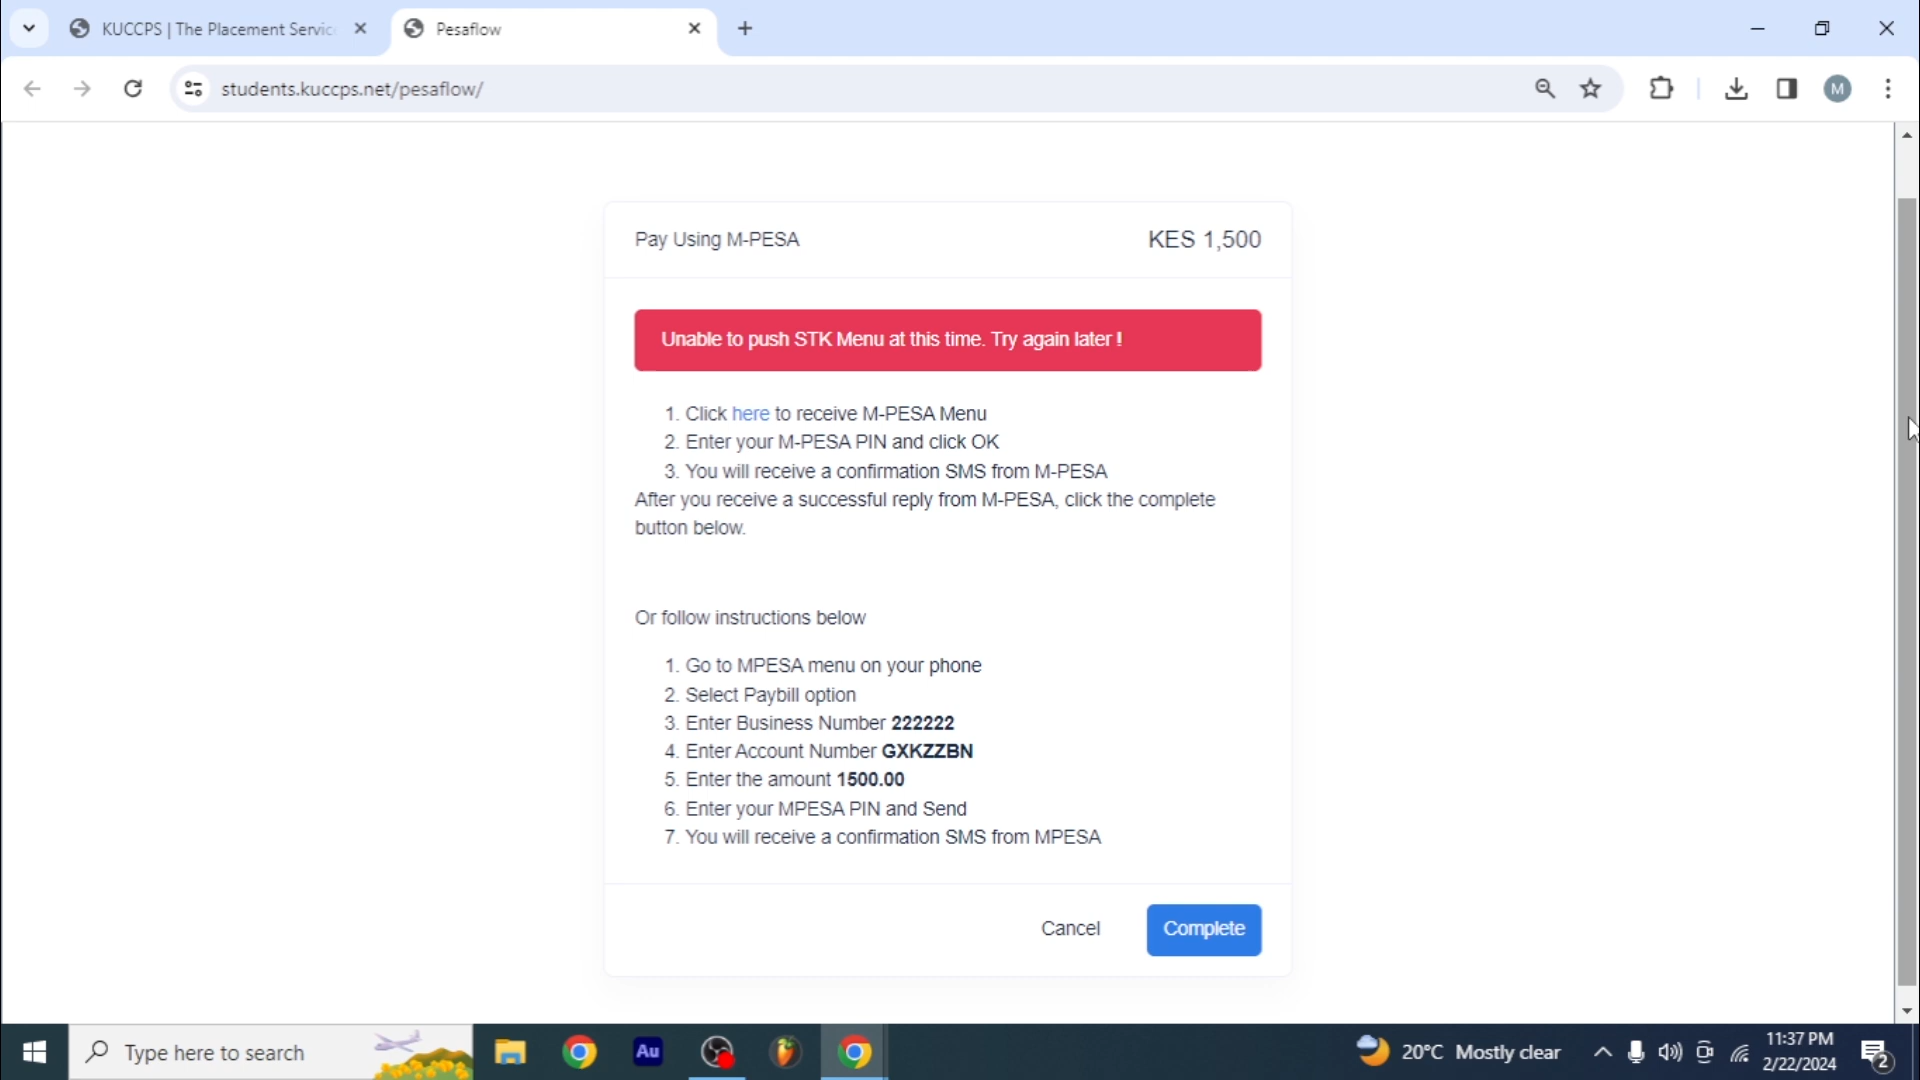 KUCCPS | The Placement Servic
Pesaflow
students.kuccps.net/pesaflow/
M
Pay Using M-PESA
KES 1,500
Unable to push STK Menu at this time. Try again later !
1. Click here to receive M-PESA Menu
2. Enter your M-PESA PIN and click OK
3. You will receive a confirmation SMS from M-PESA
After you receive a successful reply from M-PESA, click the complete
button below.
Or follow instructions below
1. Go to MPESA menu on your phone
2. Select Paybill option
3. Enter Business Number 222222
4. Enter Account Number GXKZZBN
5. Enter the amount 1500.00
6. Enter your MPESA PIN and Send
7. You will receive a confirmation SMS from MPESA
Cancel
Complete
Type here to search
Au
20°C Mostly clear
11:37 PM
2/22/2024
2